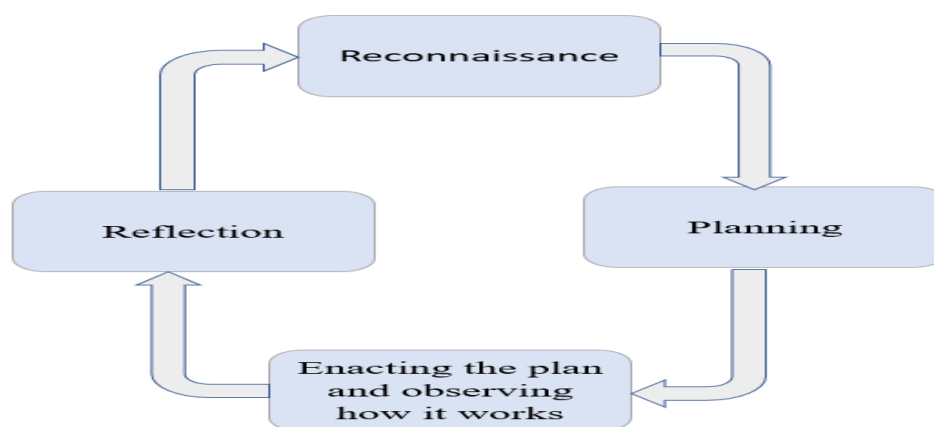 Reconnaissance
Planning
Reflection
Enacting the plan
and observing
how it works